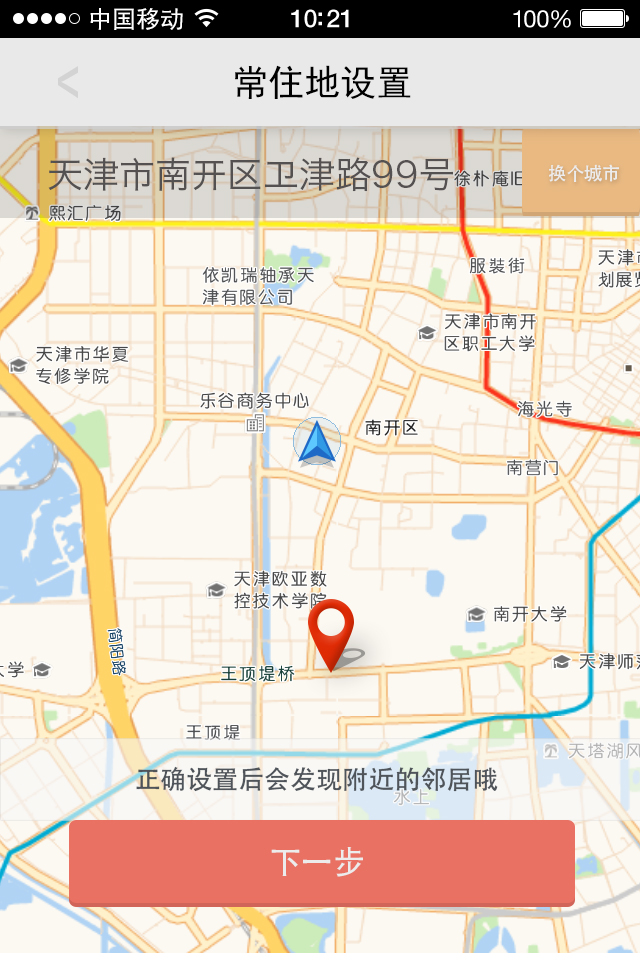 中国移动 10:21 100%
常住地设置
天津市南开区卫津路99号
徐朴庵旧
换个城市
熙汇广场
服裝街
依凯瑞轴承天
津有限公司
天津市南开
区职工大学
天津市华夏
专修学院
乐谷商务中心
海光寺
南开区
南营门
天津欧亚数
控技术学院
南开大学
简阳路
大学
王顶堤桥
天津师范
王顶堤
天塔湖风
正确设置后会发现附近的邻居哦
水上
下一步